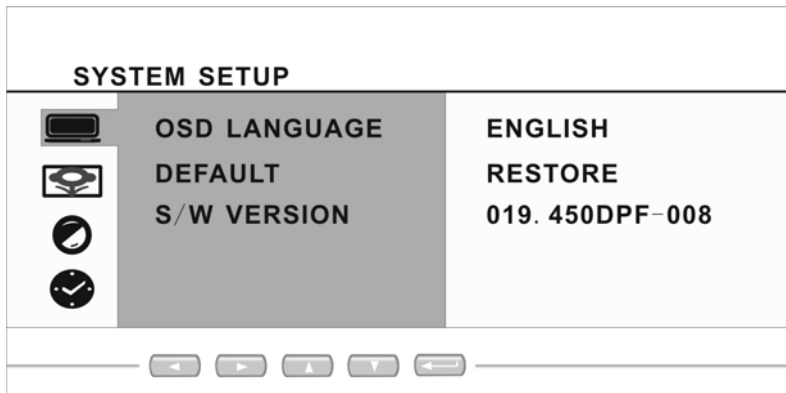 SYSTEM SETUP
OSD LANGUAGE ENGLISH
DEFAULT RESTORE
S/W VERSION 019. 450DPF-008